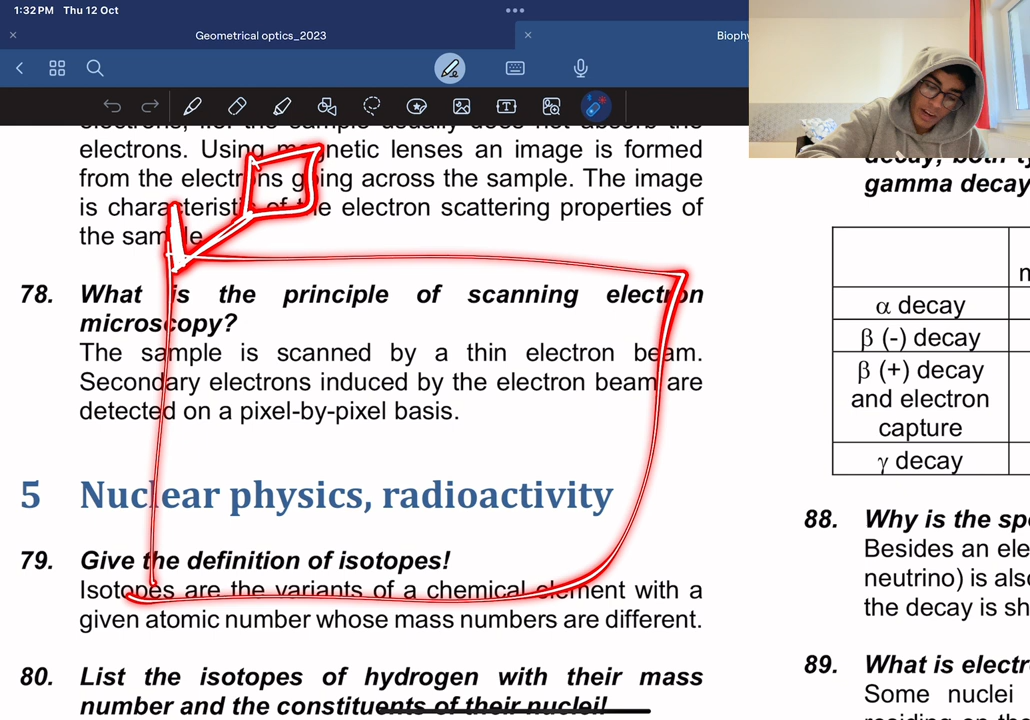 1:32 PM Thu 12 Oct
Geometrical optics_2023
Biophy
electrons. Using magnetic lenses an image is formed
from the electrons going across the sample. The image
is characteristic of the electron scattering properties of
the sample.
78. What is the principle of scanning electron
microscopy?
The sample is scanned by a thin electron beam.
Secondary electrons induced by the electron beam are
detected on a pixel-by-pixel basis.
5 Nuclear physics, radioactivity
79. Give the definition of isotopes!
Isotopes are the variants of a chemical element with a
given atomic number whose mass numbers are different.
80. List the isotopes of hydrogen with their mass
number and the constituents of their nuclei!
decay, both ty
gamma decay
n
α decay
β (-) decay
β (+) decay
and electron
capture
γ decay
88. Why is the spe
Besides an ele
neutrino) is also
the decay is sh
89. What is electro
Some nuclei